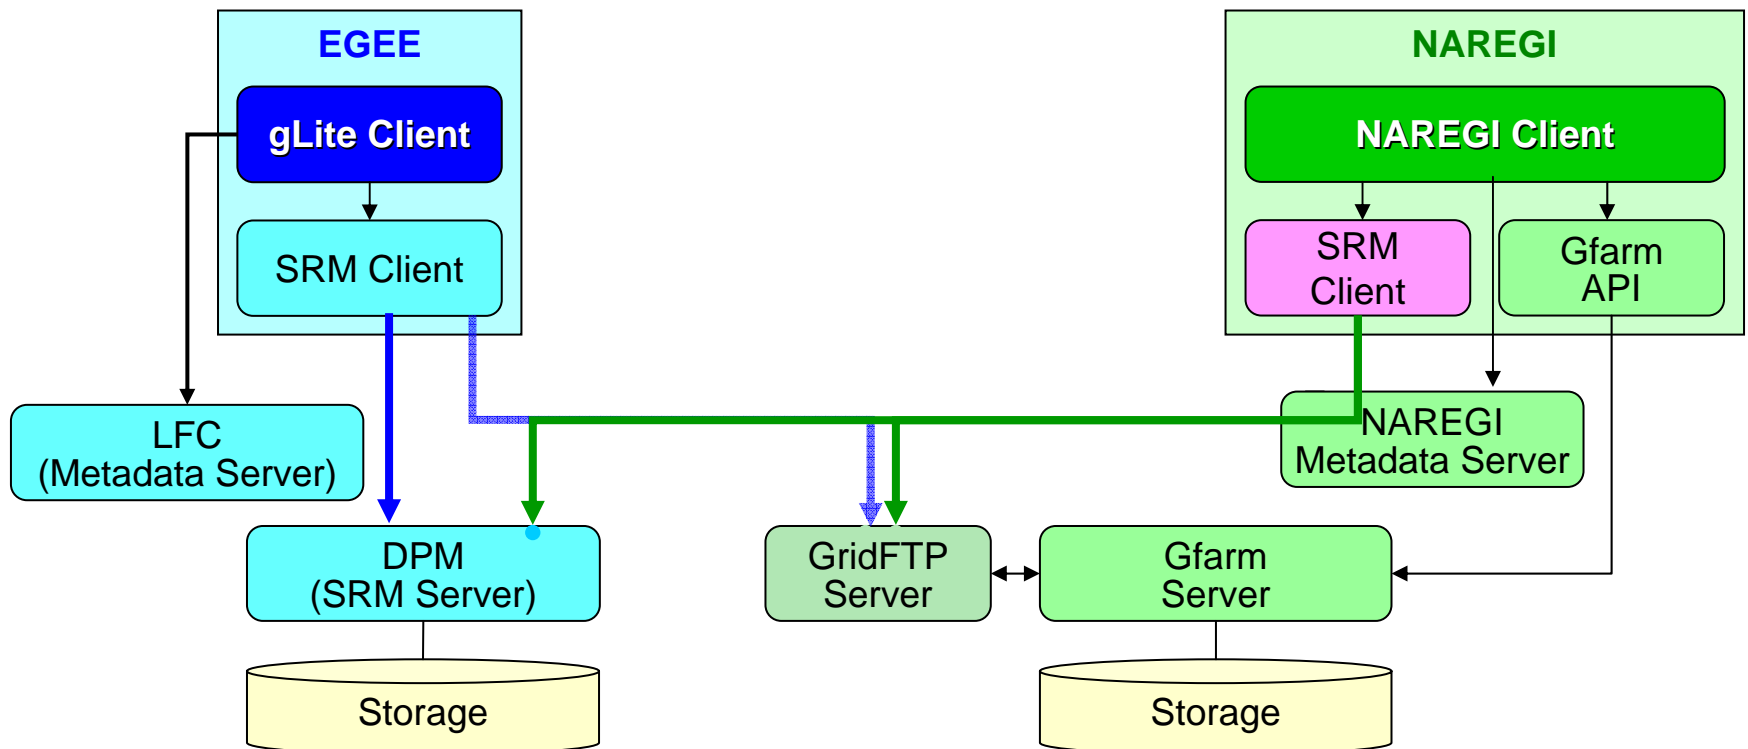 EGEE
NAREGI
gLite Client
NAREGI Client
SRM Client
SRM
Client
Gfarm
API
LFC
(Metadata Server)
NAREGI
Metadata Server
DPM
(SRM Server)
GridFTP
Server
Gfarm
Server
Storage
Storage